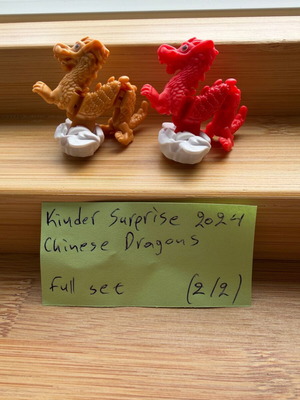 Kinder Surprise 2024
Chinese Dragons
Full set (2/2)